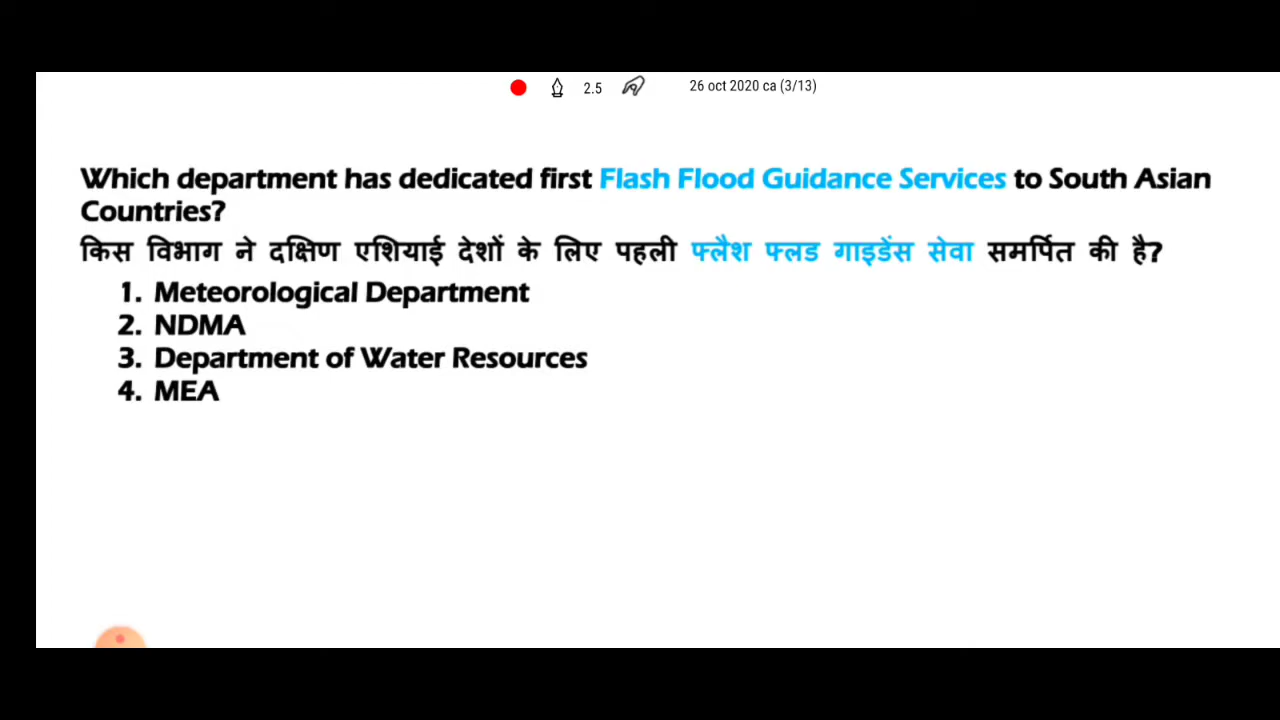 2.5 26 oct 2020 ca (3/13)
Which department has dedicated first Flash Flood Guidance Services to South Asian
Countries?
किस विभाग ने दक्षिण एशियाई देशों के लिए पहली फ्लैश फ्लड गाइडेंस सेवा समर्पित की है?
1. Meteorological Department
2. NDMA
3. Department of Water Resources
4. MEA